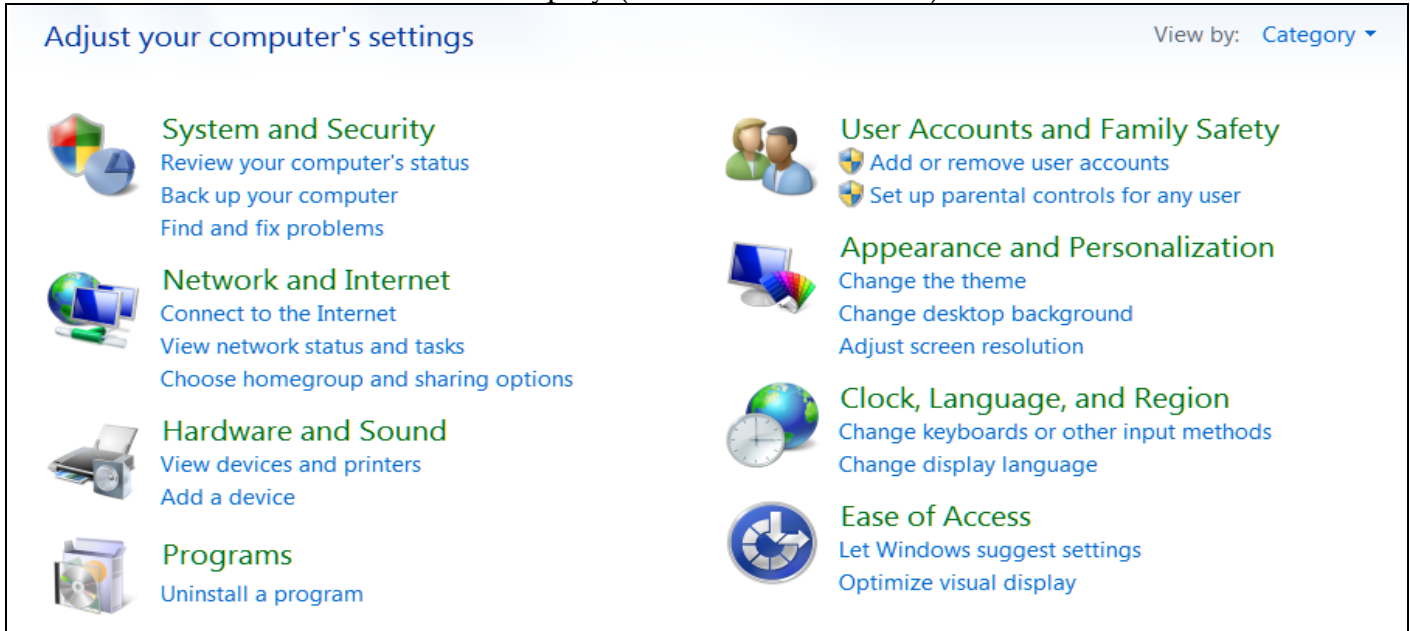 Adjust your computer's settings
View by: Category
System and Security
Review your computer's status
Back up your computer
Find and fix problems
Network and Internet
Connect to the Internet
View network status and tasks
Choose homegroup and sharing options
Hardware and Sound
View devices and printers
Add a device
Programs
Uninstall a program
User Accounts and Family Safety
Add or remove user accounts
Set up parental controls for any user
Appearance and Personalization
Change the theme
Change desktop background
Adjust screen resolution
Clock, Language, and Region
Change keyboards or other input methods
Change display language
Ease of Access
Let Windows suggest settings
Optimize visual display